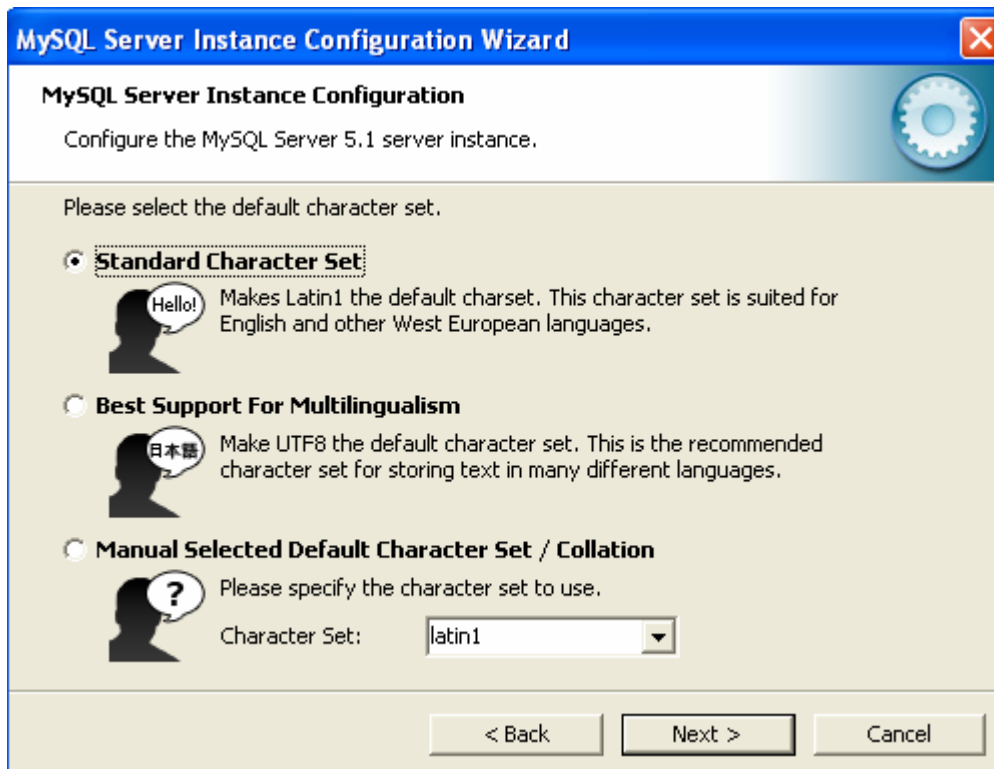 MySQL Server Instance Configuration Wizard
MySQL Server Instance Configuration
Configure the MySQL Server 5.1 server instance.
Please select the default character set.
Standard Character Set
Hello!
Makes Latin1 the default charset. This character set is suited for
English and other West European languages.
Best Support For Multilingualism
日本語
Make UTF8 the default character set. This is the recommended
character set for storing text in many different languages.
Manual Selected Default Character Set / Collation
?
Please specify the character set to use.
Character Set: latin1
< Back Next > Cancel